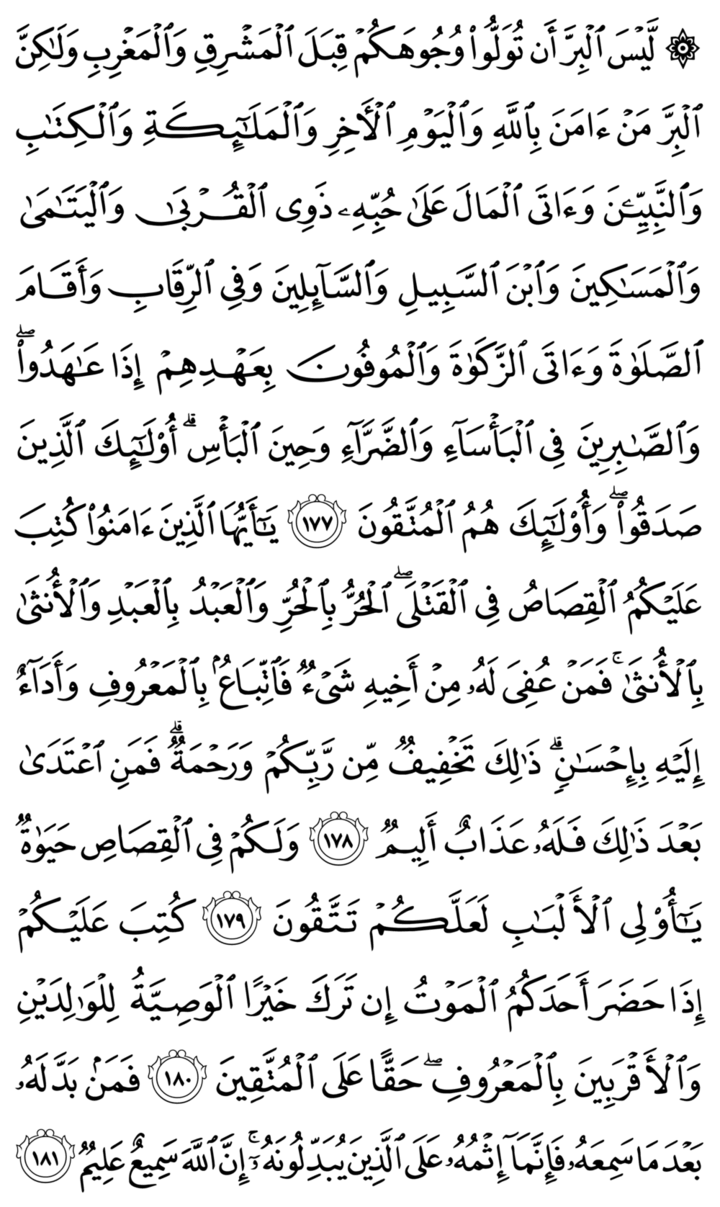 ۞ لَّيۡسَ ٱلۡبِرَّ أَن تُوَلُّواْ وُجُوهَكُمۡ قِبَلَ ٱلۡمَشۡرِقِ وَٱلۡمَغۡرِبِ وَلَٰكِنَّ
ٱلۡبِرَّ مَنۡ ءَامَنَ بِٱللَّهِ وَٱلۡيَوۡمِ ٱلۡأٓخِرِ وَٱلۡمَلَٰٓئِكَةِ وَٱلۡكِتَٰبِ
وَٱلنَّبِيِّـۧنَ وَءَاتَى ٱلۡمَالَ عَلَىٰ حُبِّهِۦ ذَوِي ٱلۡقُرۡبَىٰ وَٱلۡيَتَٰمَىٰ
وَٱلۡمَسَٰكِينَ وَٱبۡنَ ٱلسَّبِيلِ وَٱلسَّآئِلِينَ وَفِي ٱلرِّقَابِ وَأَقَامَ
ٱلصَّلَوٰةَ وَءَاتَى ٱلزَّكَوٰةَ وَٱلۡمُوفُونَ بِعَهۡدِهِمۡ إِذَا عَٰهَدُواْۖ
وَٱلصَّٰبِرِينَ فِي ٱلۡبَأۡسَآءِ وَٱلضَّرَّآءِ وَحِينَ ٱلۡبَأۡسِۗ أُوْلَٰٓئِكَ ٱلَّذِينَ
صَدَقُواْۖ وَأُوْلَٰٓئِكَ هُمُ ٱلۡمُتَّقُونَ ١٧٧ يَٰٓأَيُّهَا ٱلَّذِينَ ءَامَنُواْ كُتِبَ
عَلَيۡكُمُ ٱلۡقِصَاصُ فِي ٱلۡقَتۡلَىۖ ٱلۡحُرُّ بِٱلۡحُرِّ وَٱلۡعَبۡدُ بِٱلۡعَبۡدِ وَٱلۡأُنثَىٰ
بِٱلۡأُنثَىٰۚ فَمَنۡ عُفِيَ لَهُۥ مِنۡ أَخِيهِ شَيۡءٞ فَٱتِّبَاعُۢ بِٱلۡمَعۡرُوفِ وَأَدَآءٌ
إِلَيۡهِ بِإِحۡسَٰنٖۗ ذَٰلِكَ تَخۡفِيفٞ مِّن رَّبِّكُمۡ وَرَحۡمَةٞۗ فَمَنِ ٱعۡتَدَىٰ
بَعۡدَ ذَٰلِكَ فَلَهُۥ عَذَابٌ أَلِيمٞ ١٧٨ وَلَكُمۡ فِي ٱلۡقِصَاصِ حَيَوٰةٞ
يَٰٓأُوْلِي ٱلۡأَلۡبَٰبِ لَعَلَّكُمۡ تَتَّقُونَ ١٧٩ كُتِبَ عَلَيۡكُمۡ
إِذَا حَضَرَ أَحَدَكُمُ ٱلۡمَوۡتُ إِن تَرَكَ خَيۡرًا ٱلۡوَصِيَّةُ لِلۡوَٰلِدَيۡنِ
وَٱلۡأَقۡرَبِينَ بِٱلۡمَعۡرُوفِۖ حَقًّا عَلَى ٱلۡمُتَّقِينَ ١٨٠ فَمَنۢ بَدَّلَهُۥ
بَعۡدَ مَا سَمِعَهُۥ فَإِنَّمَآ إِثۡمُهُۥ عَلَى ٱلَّذِينَ يُبَدِّلُونَهُۥٓۚ إِنَّ ٱللَّهَ سَمِيعٌ عَلِيمٞ ١٨١